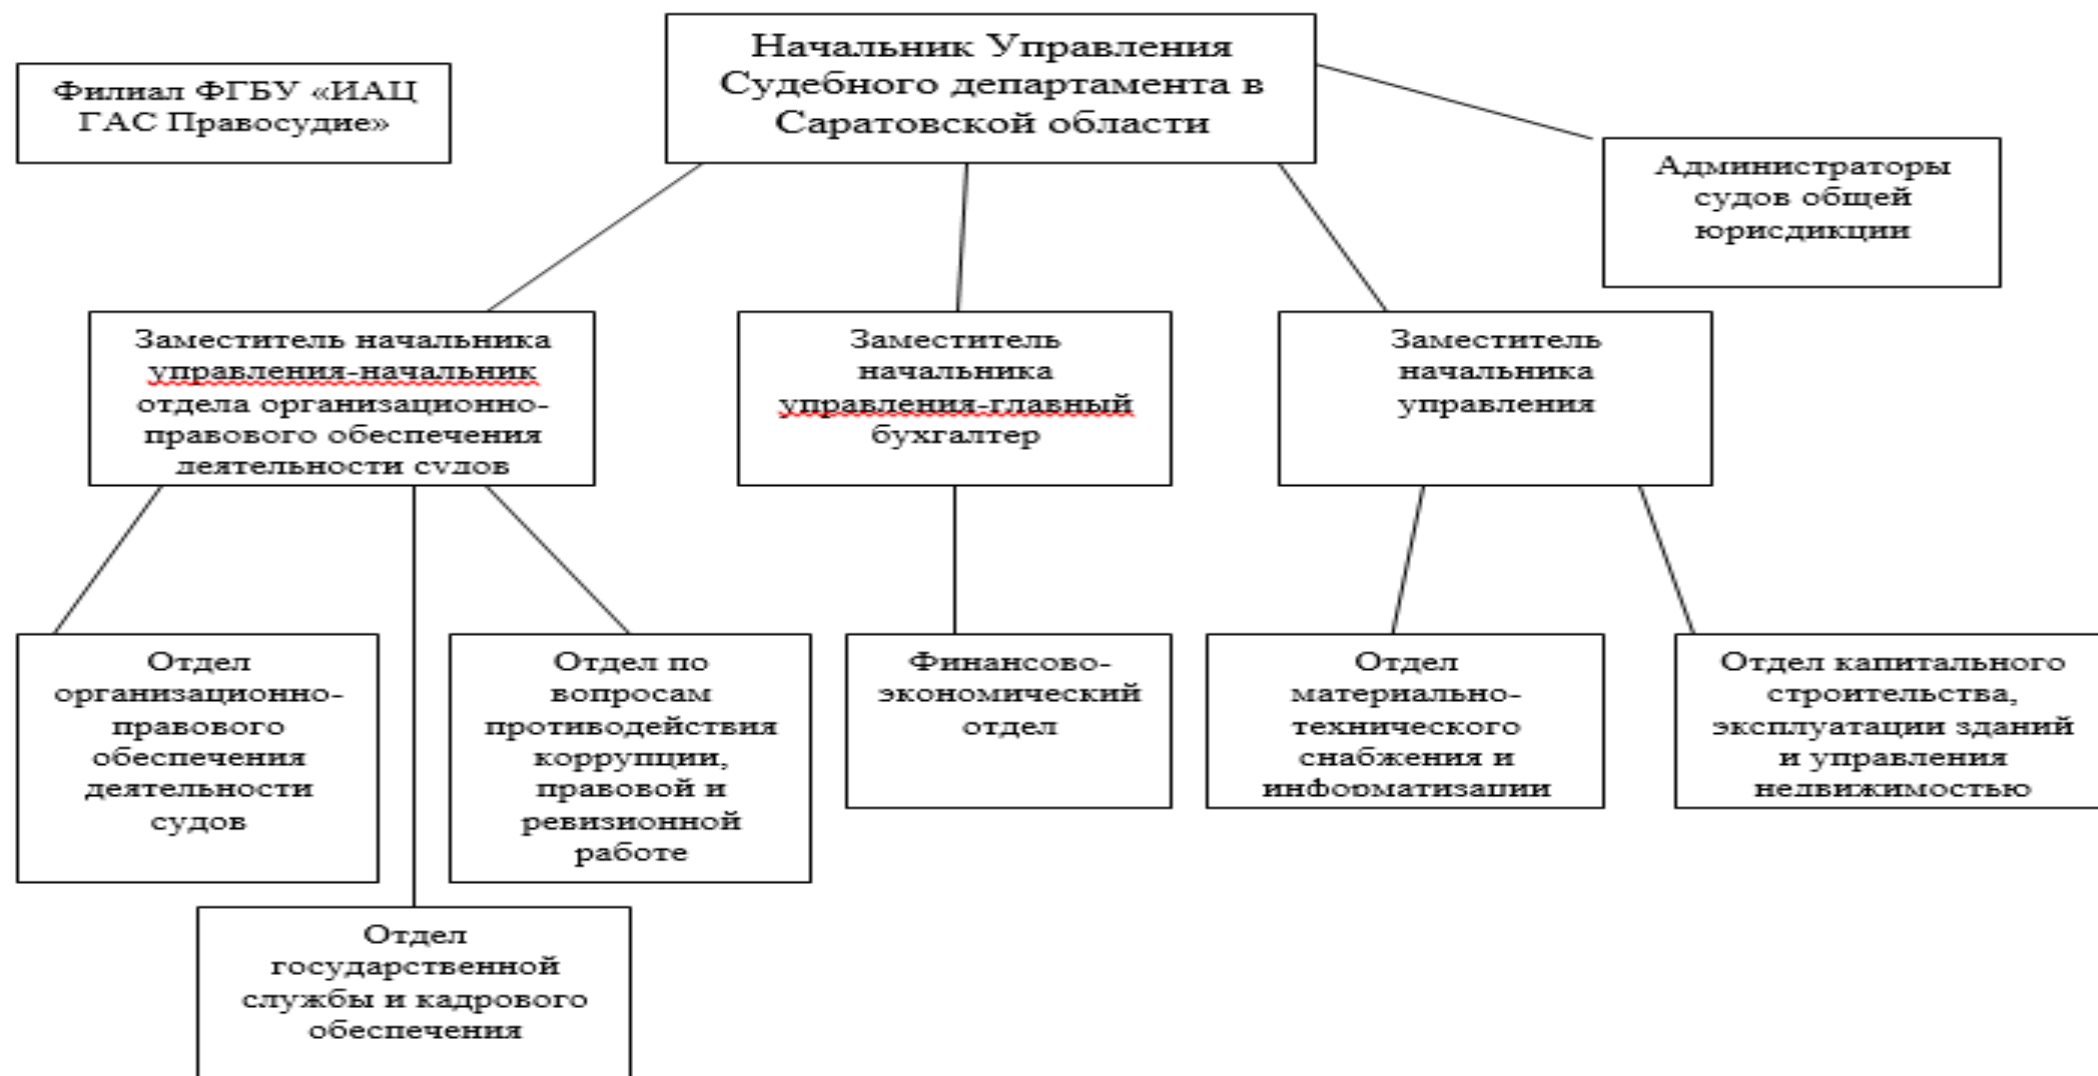 Начальник Управления
Судебного департамента в
Саратовской области
Филиал ФГБУ «ИАЦ
ГАС Правосудие»
Администраторы
судов общей
юрисдикции
Заместитель начальника
управления-начальник
отдела организационно-
правового обеспечения
деятельности судов
Заместитель
начальника
управления-главный
бухгалтер
Заместитель
начальника
управления
Отдел
организационно-
правового
обеспечения
деятельности
судов
Отдел по
вопросам
противодействия
коррупции,
правовой и
ревизионной
работе
Финансово-
экономический
отдел
Отдел
материально-
технического
снабжения и
информатизации
Отдел капитального
строительства,
эксплуатации зданий
и управления
недвижимостью
Отдел
государственной
службы и кадрового
обеспечения